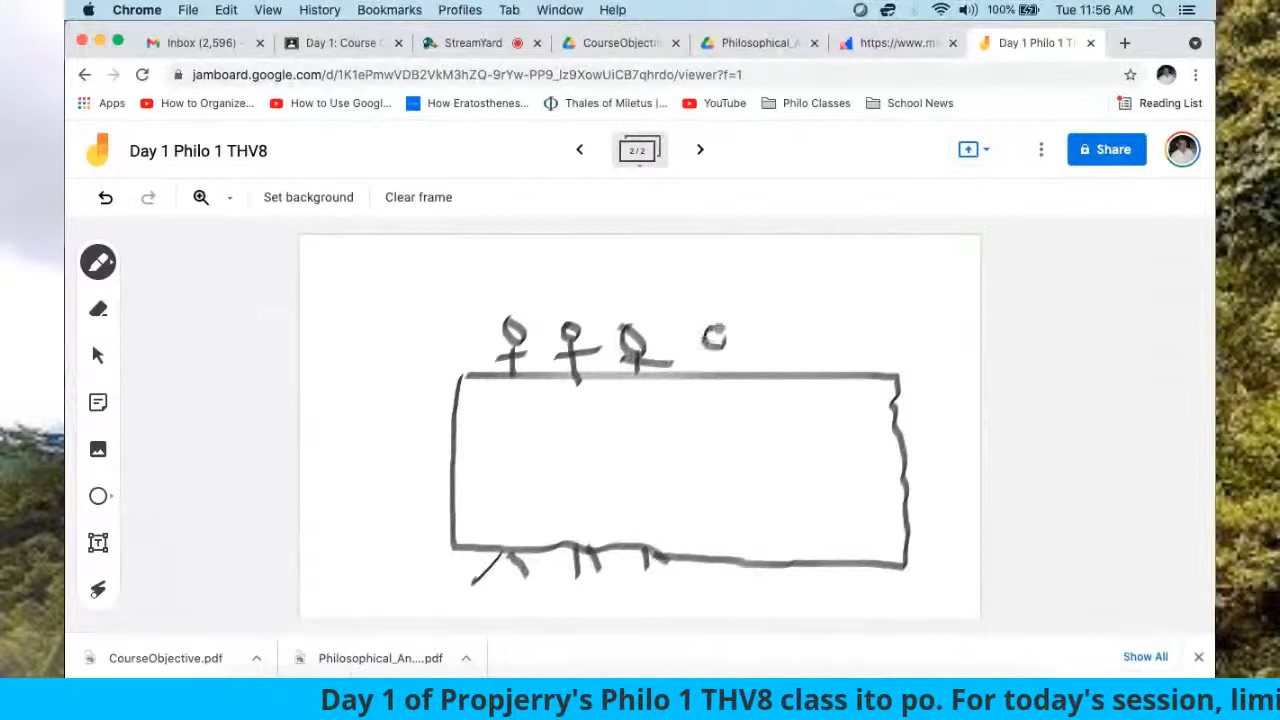 Chrome File Edit View History Bookmarks Profiles Tab Window Help 100% Tue 11:56 AM
Inbox (2,596) - Day 1: Course StreamYard CourseObjecti Philosophical_ https://www.m Day 1 Philo 1 T
jamboard.google.com/d/1K1ePmwVDB2VkM3hZQ-9rYw-PP9_lz9XowUiCB7qhrdo/viewer?f=1
Apps How to Organize... How to Use Googl... How Eratosthenes... Thales of Miletus |... YouTube Philo Classes School News Reading List
Day 1 Philo 1 THV8 2/2 Share
Set background Clear frame
CourseObjective.pdf Philosophical_An....pdf Show All
Day 1 of Propjerry's Philo 1 THV8 class ito po. For today's session, limi